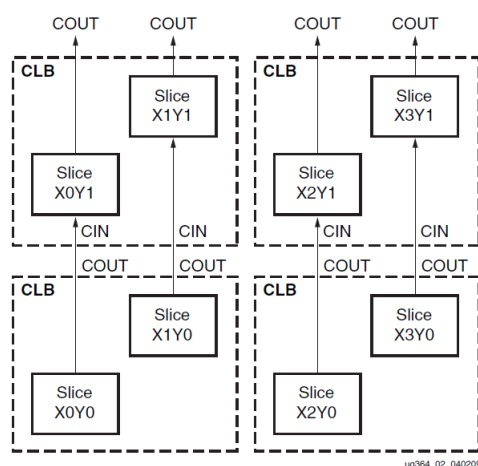 COUT COUT COUT COUT
CLB
Slice
X1Y1
Slice
X0Y1
CIN CIN
CLB
Slice
X3Y1
Slice
X2Y1
CIN CIN
COUT COUT COUT COUT
CLB
Slice
X1Y0
Slice
X0Y0
CLB
Slice
X3Y0
Slice
X2Y0